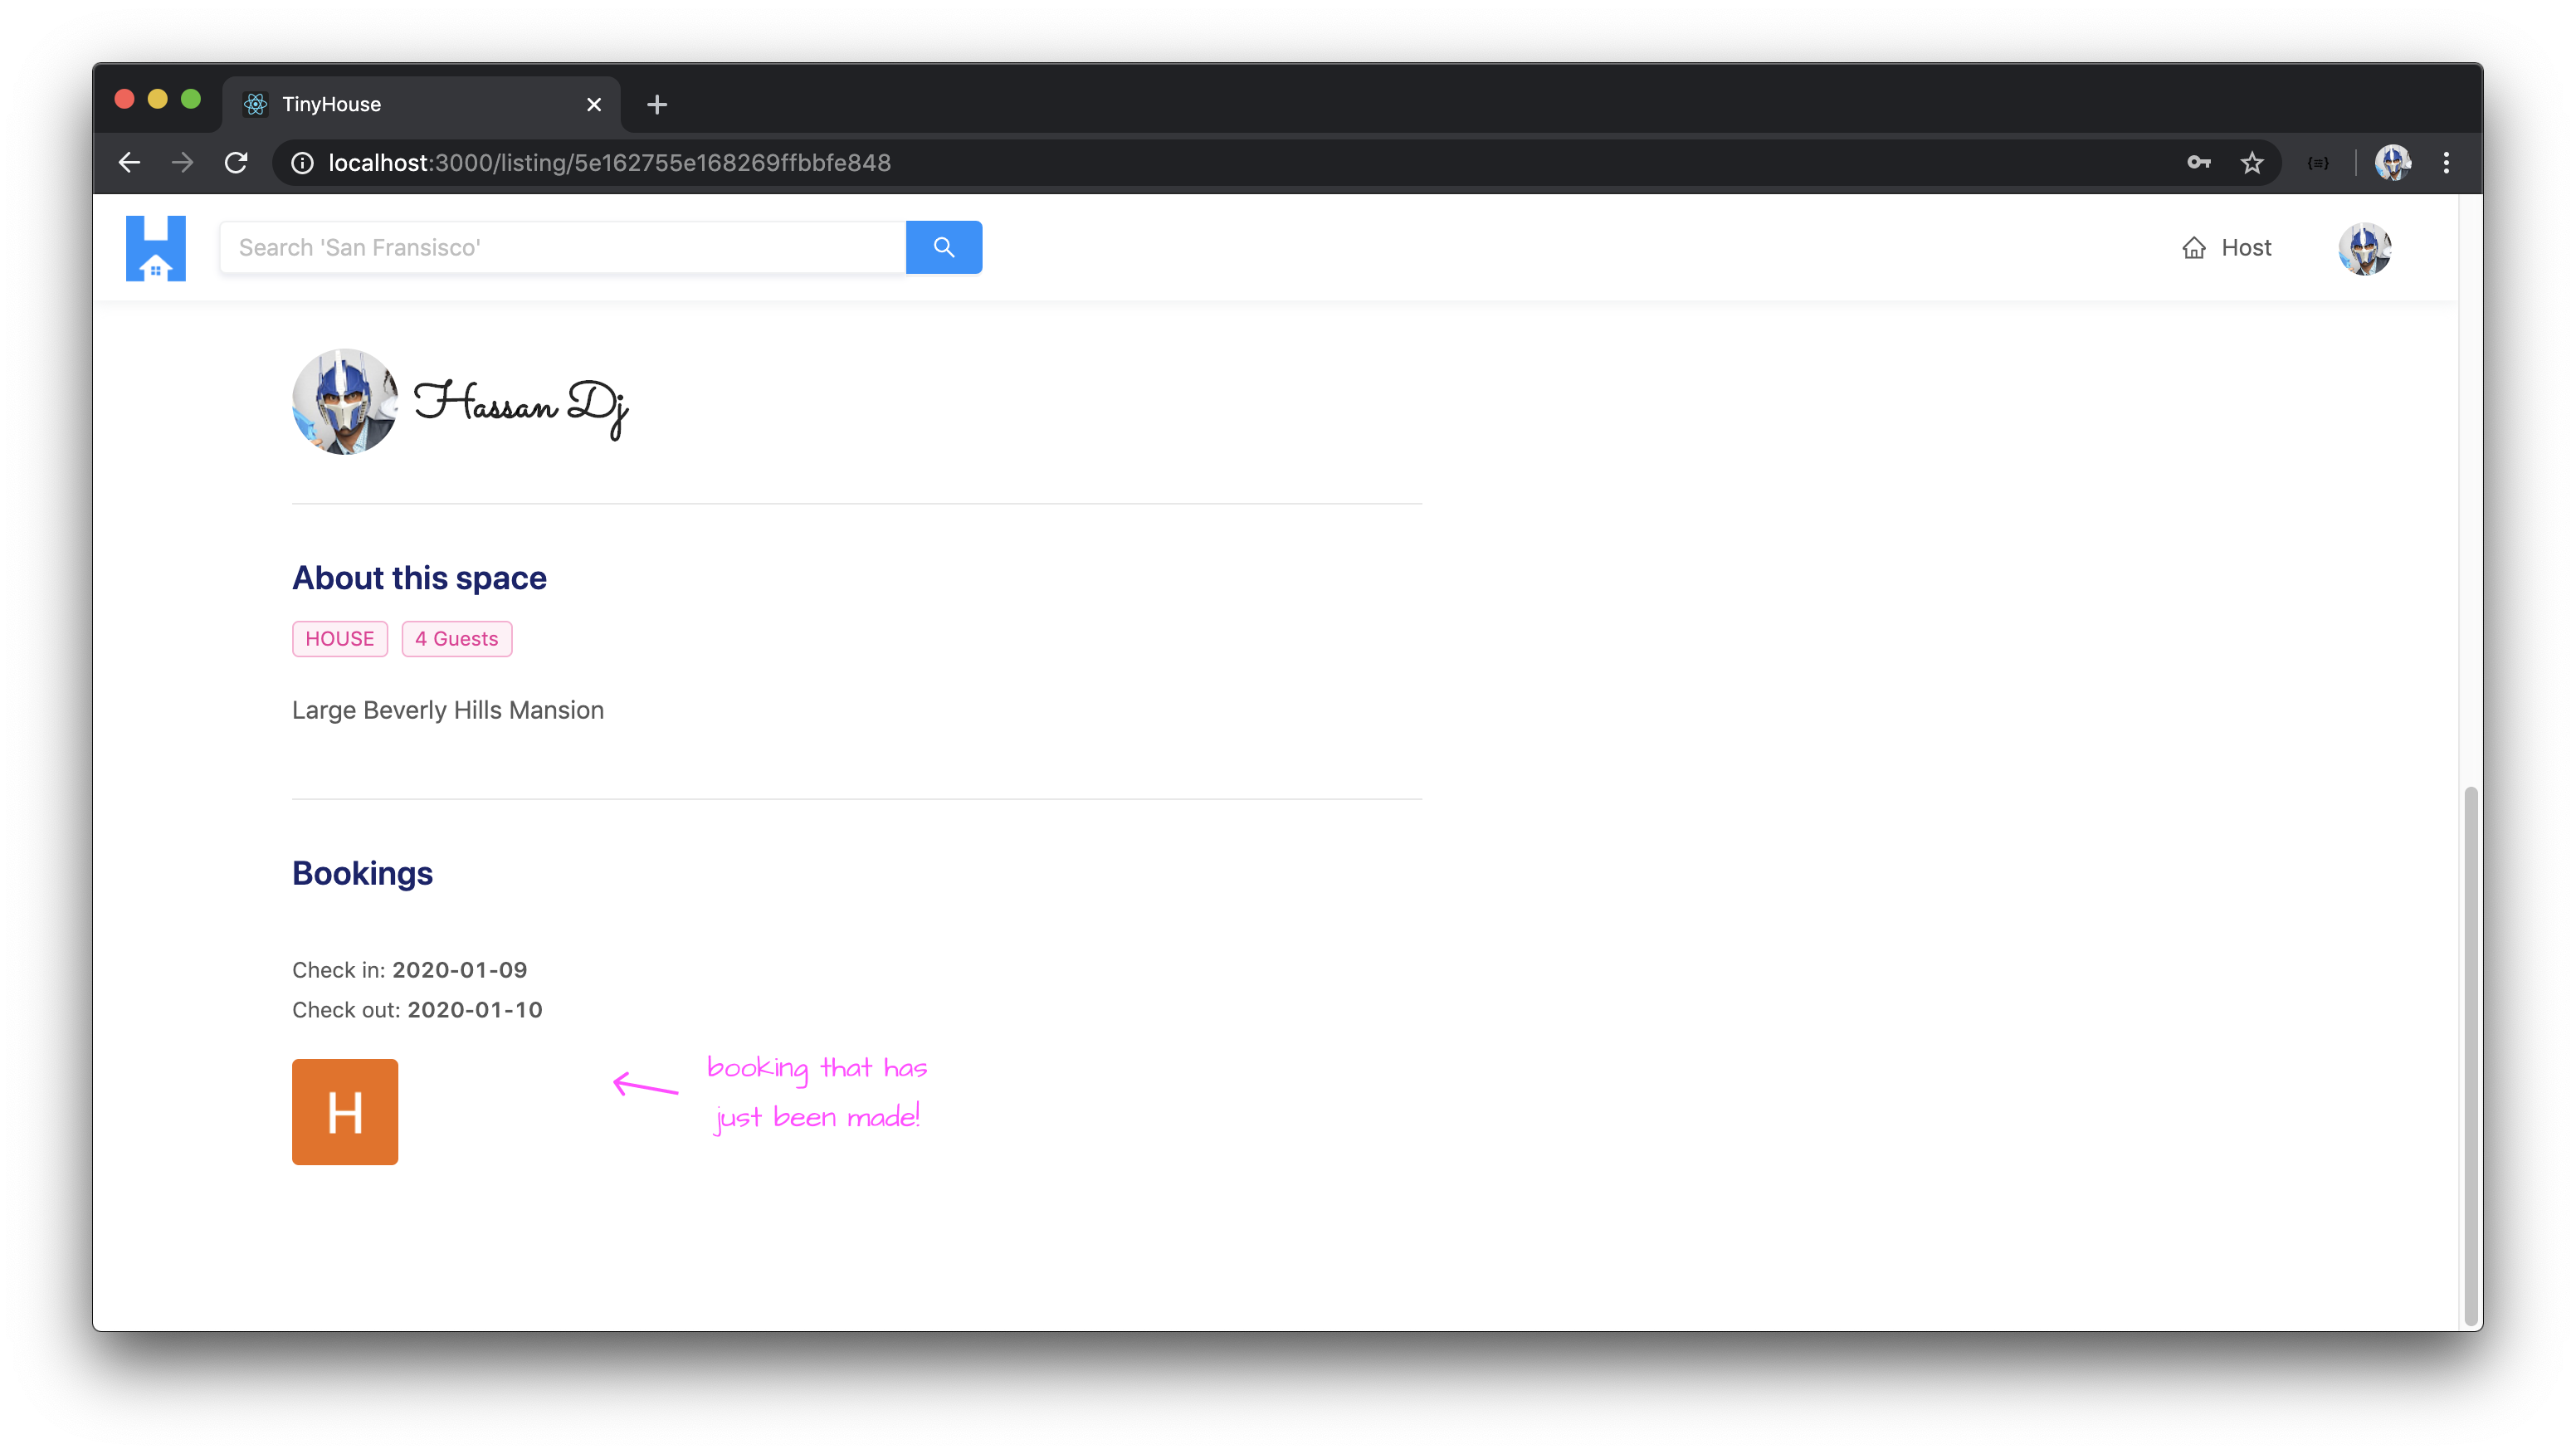 TinyHouse
localhost:3000/listing/5e162755e168269ffbbfe848
Search 'San Fransisco'
Host
Hassan Dj
About this space
HOUSE 4 Guests
Large Beverly Hills Mansion
Bookings
Check in: 2020-01-09
Check out: 2020-01-10
H
booking that has
just been made!